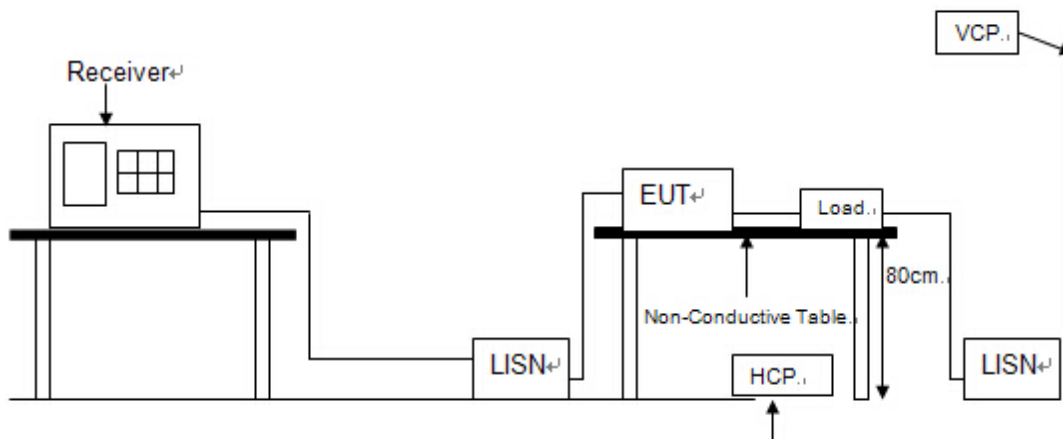 VCP.
Receiver↵
EUT↵
Load.
80cm.
Non-Conductive Table.
LISN↵
HCP.
LISN↵